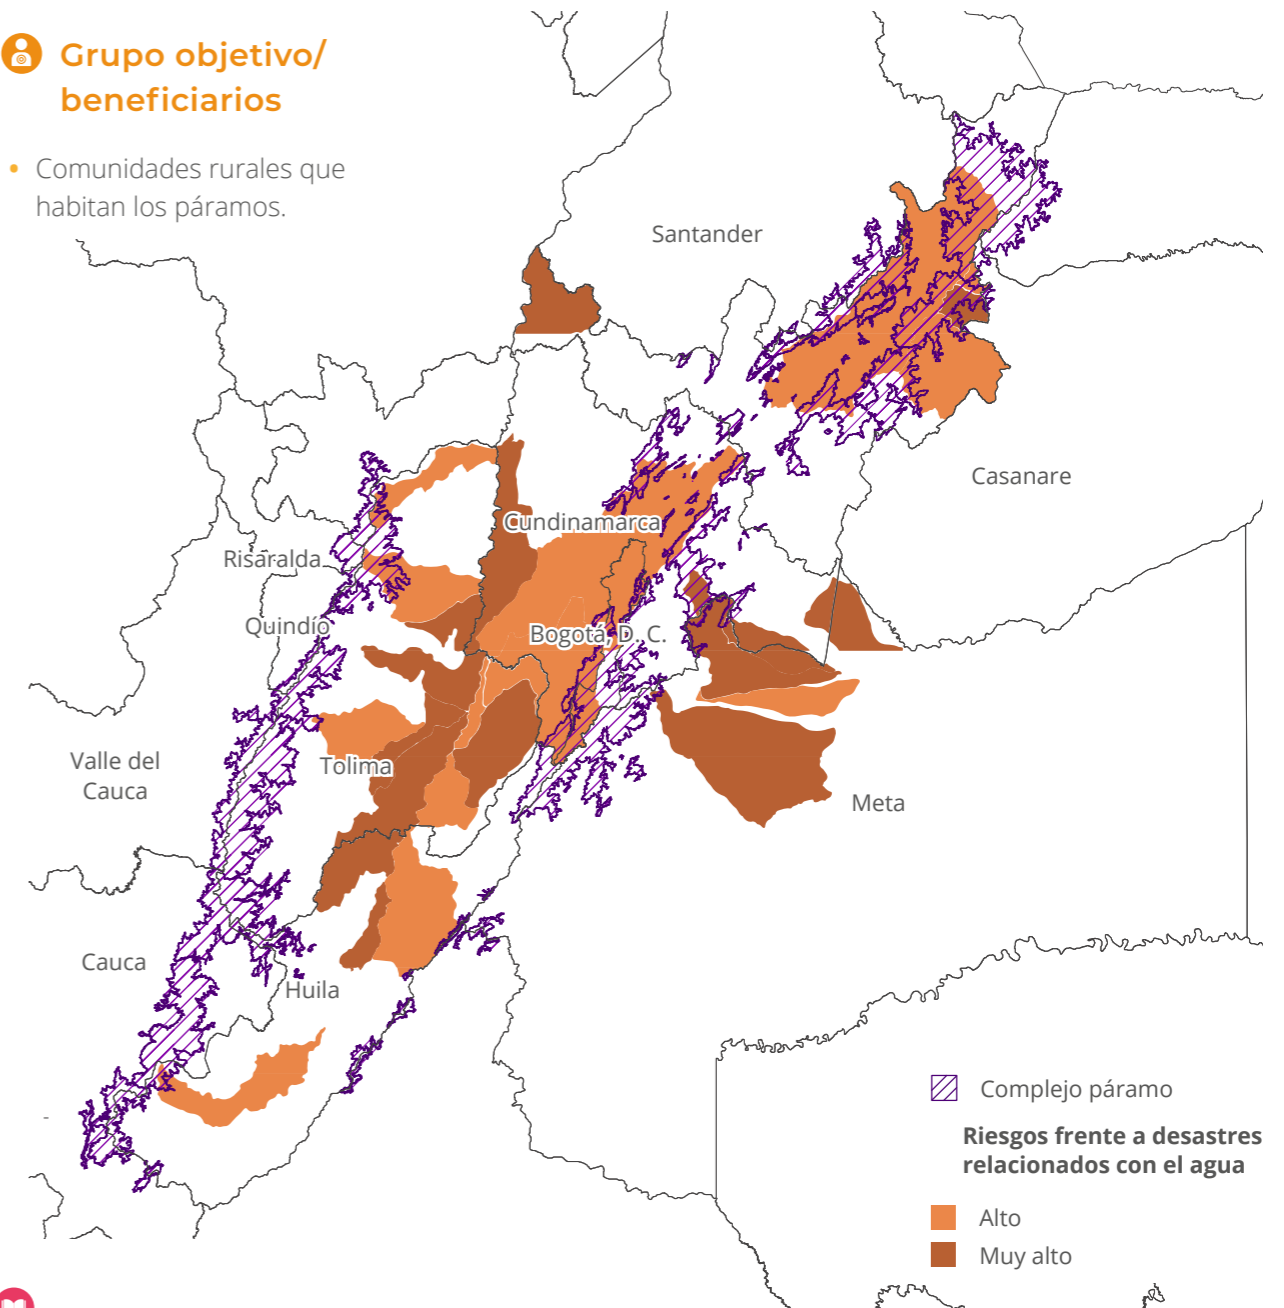 Grupo objetivo/
beneficiarios
• Comunidades rurales que
habitan los páramos.
Santander
Casanare
Cundinamarca
Risaralda
Quindío
Bogotá, D. C.
Valle del
Cauca
Tolima
Meta
Cauca
Huila
Complejo páramo
Riesgos frente a desastres
relacionados con el agua
Alto
Muy alto